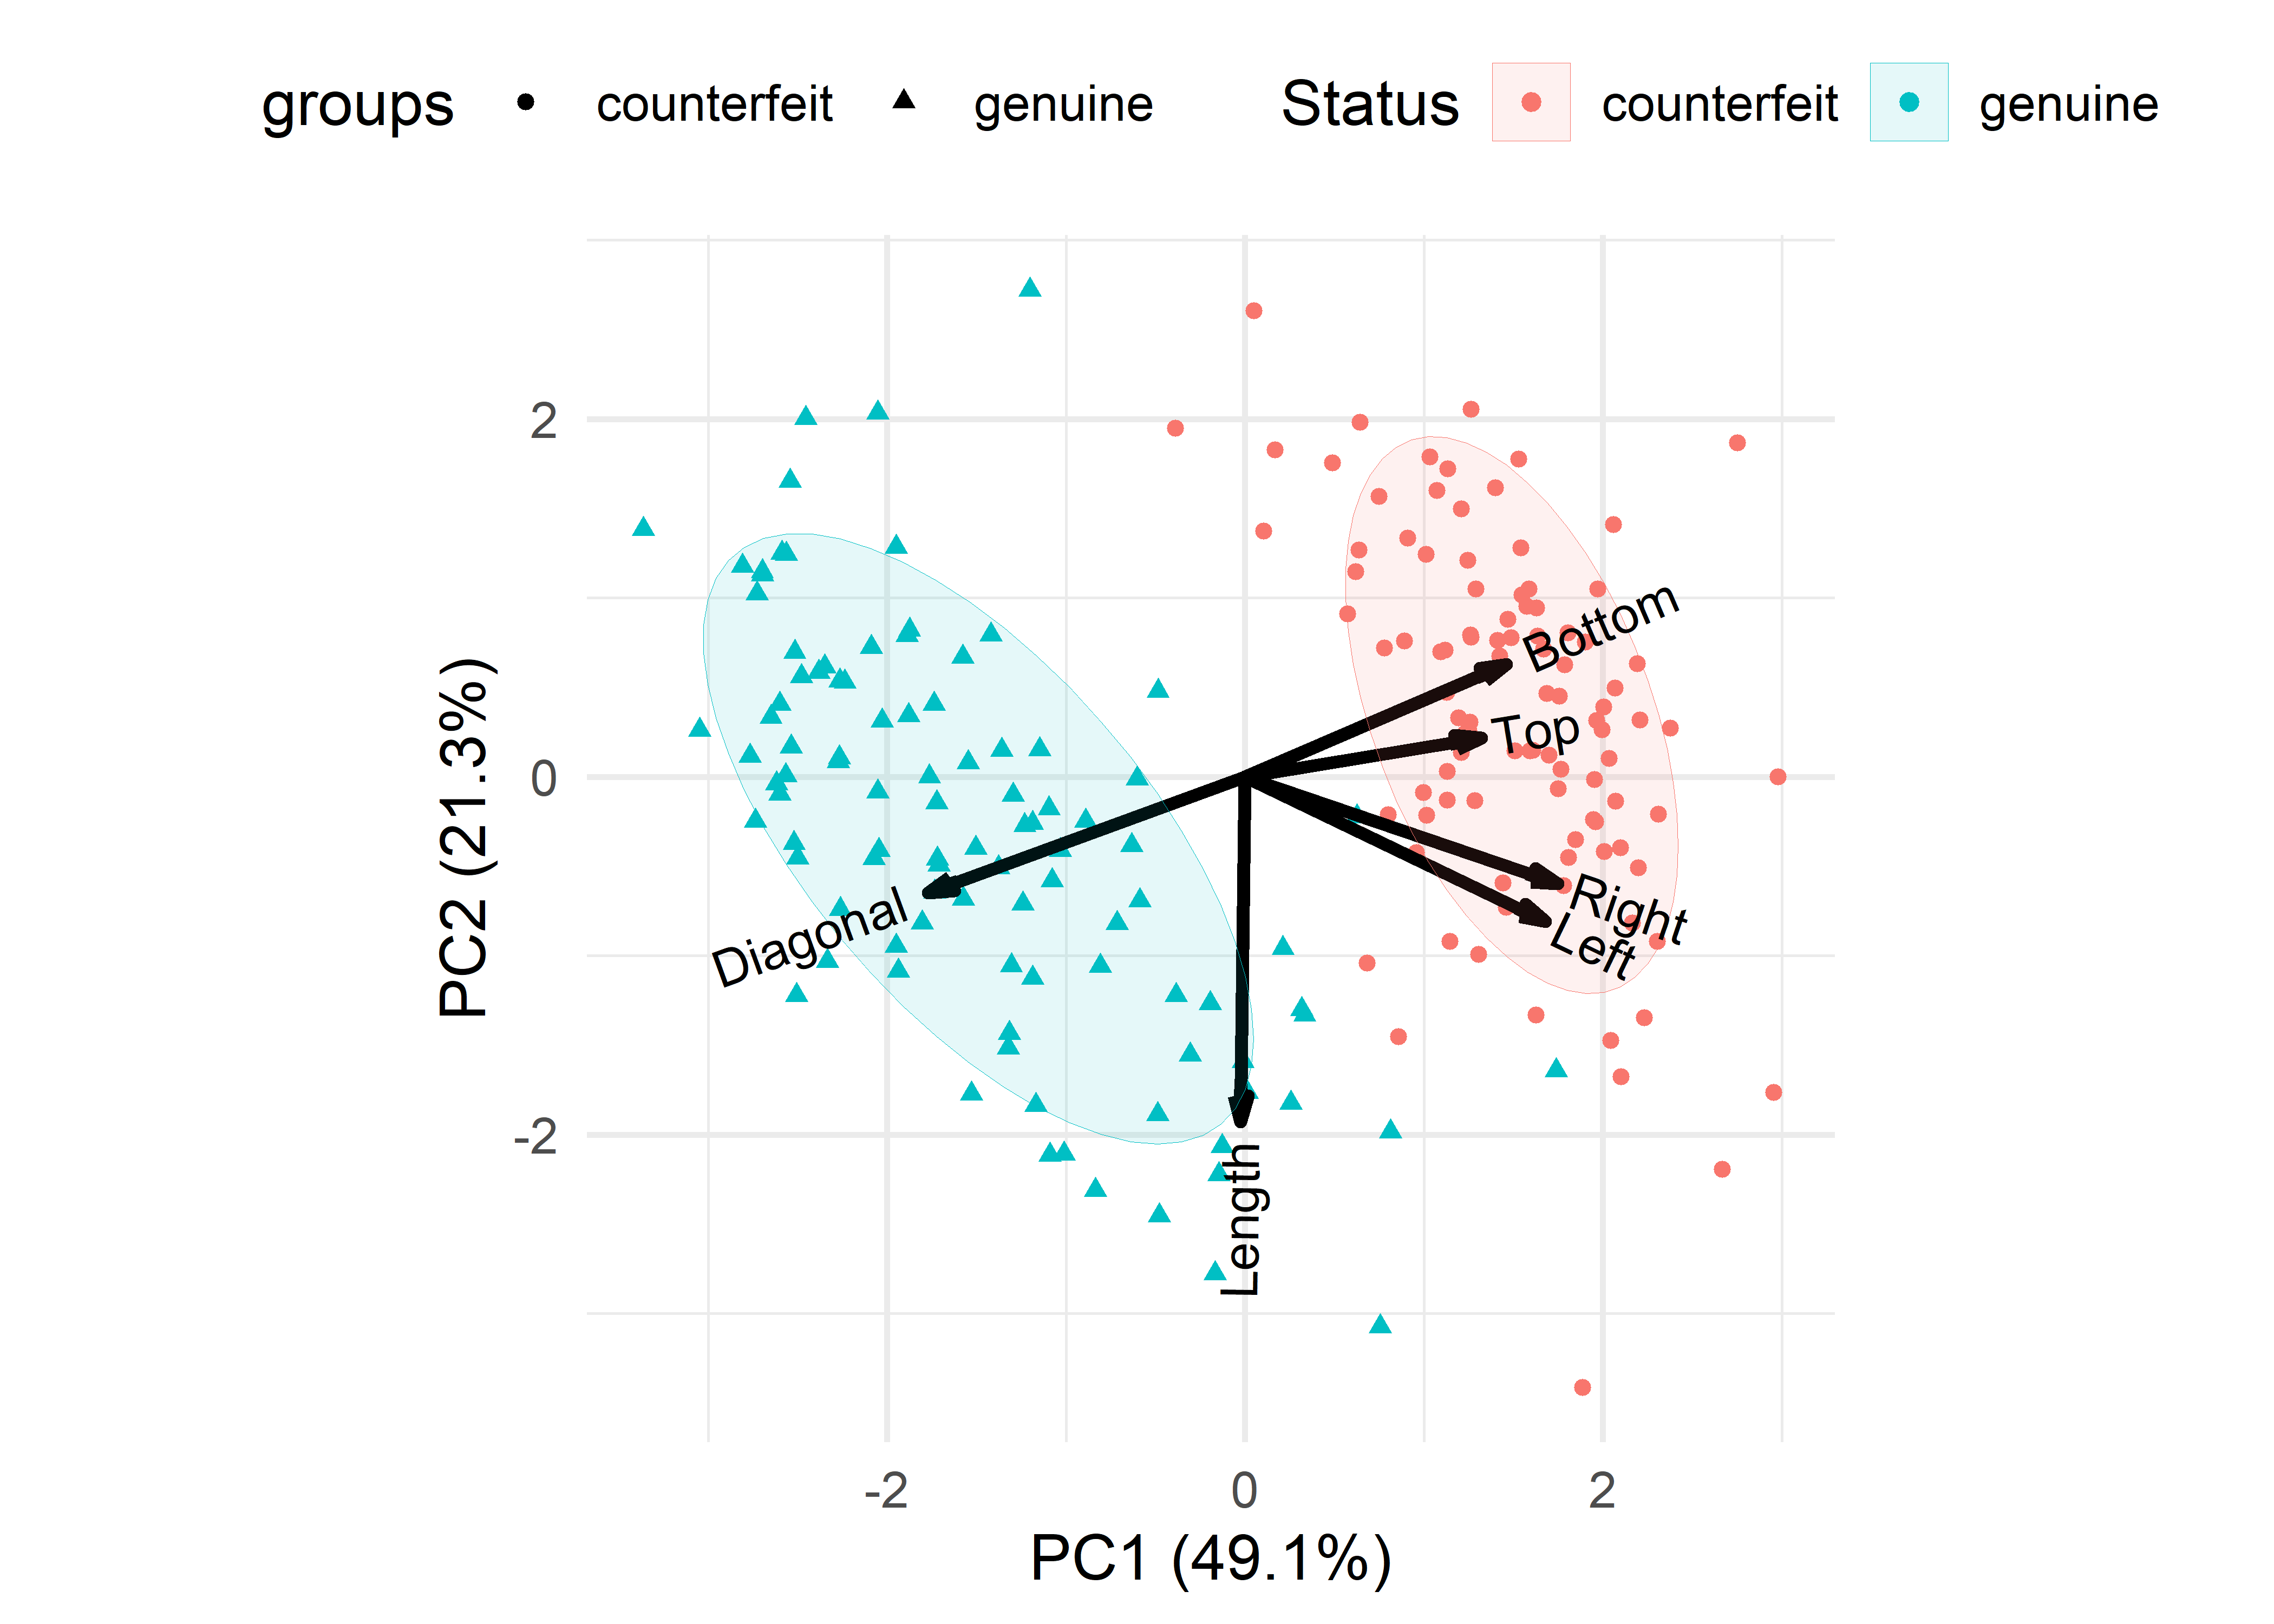 groups counterfeit genuine Status counterfeit genuine
2
0
-2
PC2 (21.3%)
Bottom
Top
Right
Left
Diagonal
Length
-2 0 2
PC1 (49.1%)